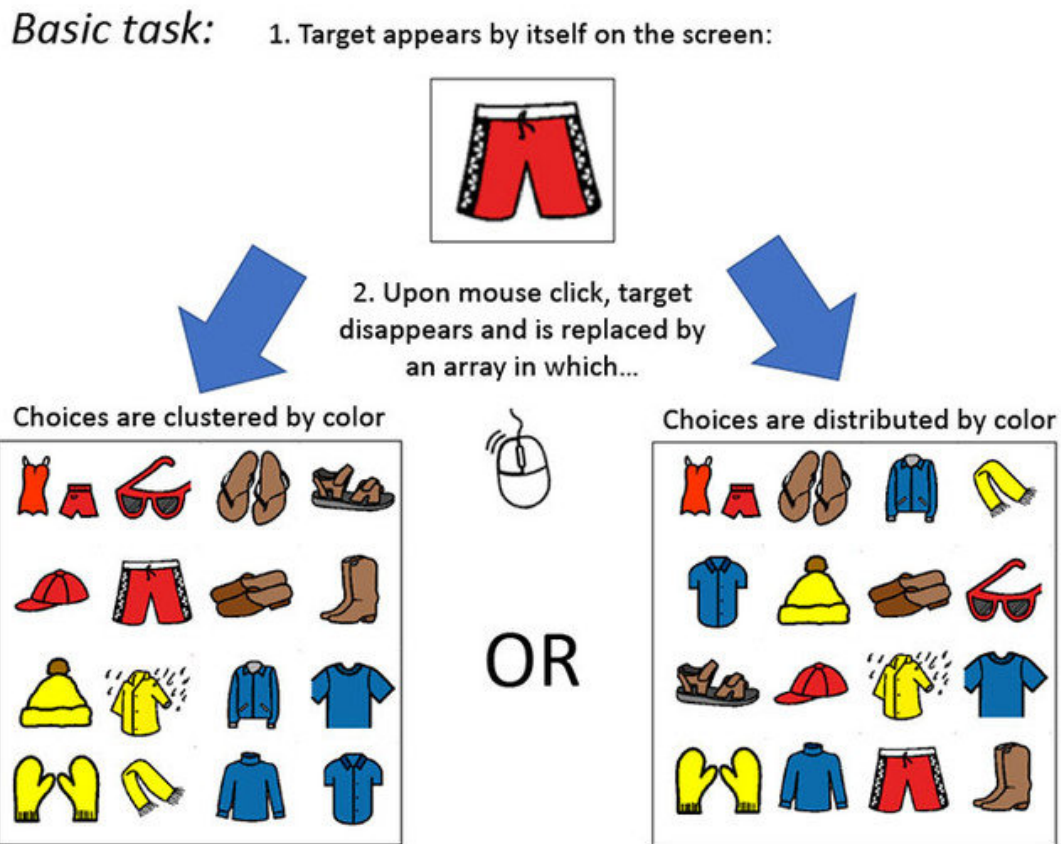 Basic task:
1. Target appears by itself on the screen:
2. Upon mouse click, target
disappears and is replaced by
an array in which...
Choices are clustered by color
Choices are distributed by color
OR